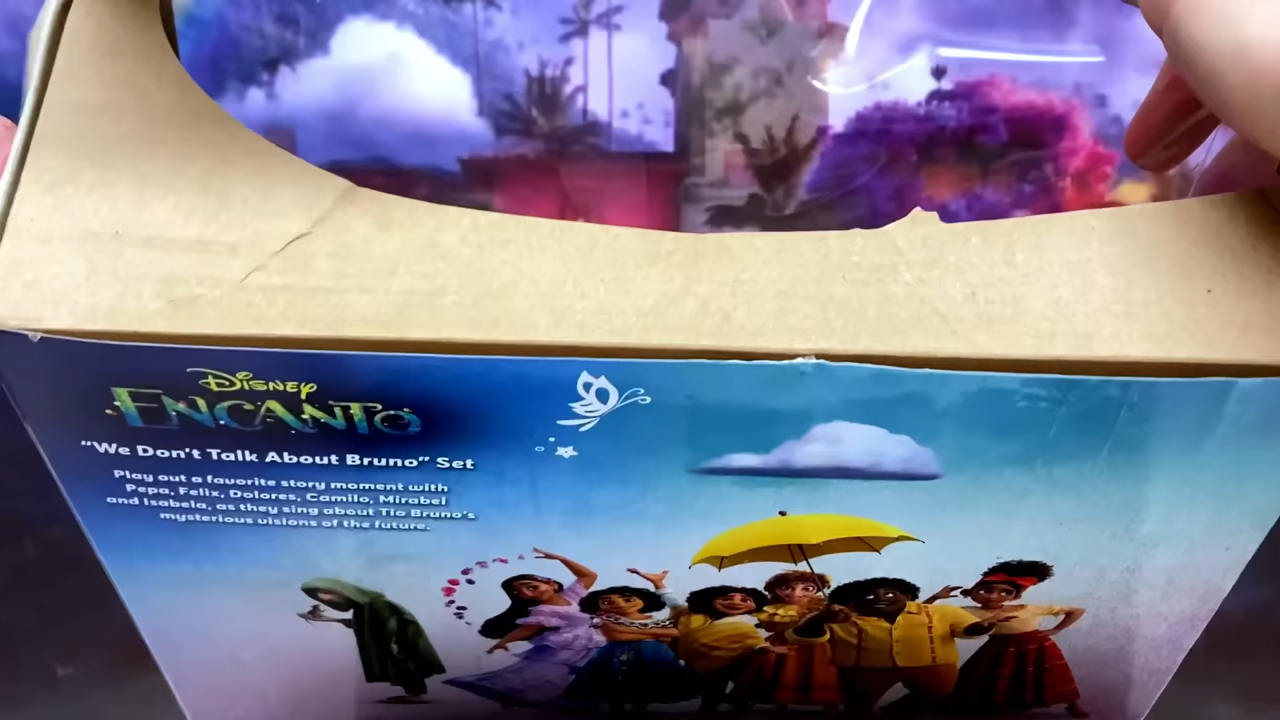 Disney
ENCANTO
“We Don't Talk About Bruno” Set
Play out a favorite story moment with
Pepa, Felix, Dolores, Camilo, Mirabel
and Isabela, as they sing about Tío Bruno's
mysterious visions of the future.